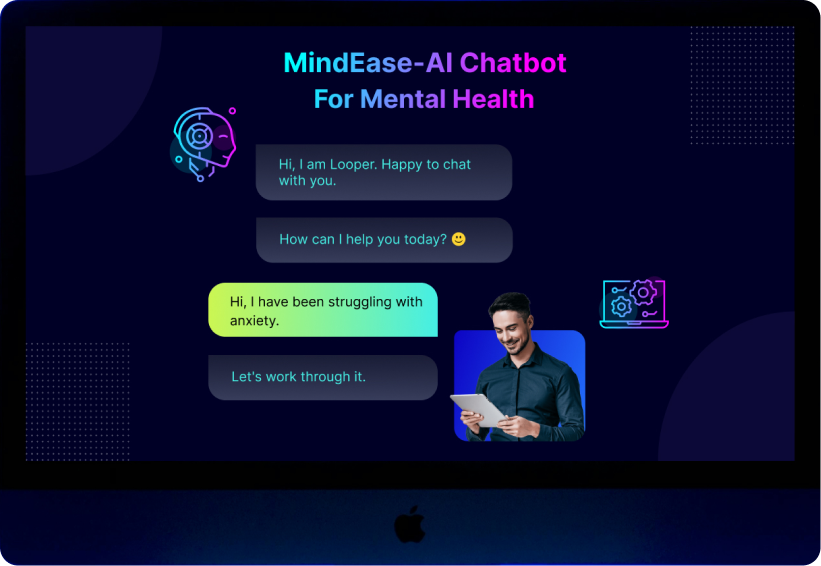 MindEase-AI Chatbot
For Mental Health
Hi, I am Looper. Happy to chat
with you.
How can I help you today? 🙂
Hi, I have been struggling with
anxiety.
Let's work through it.